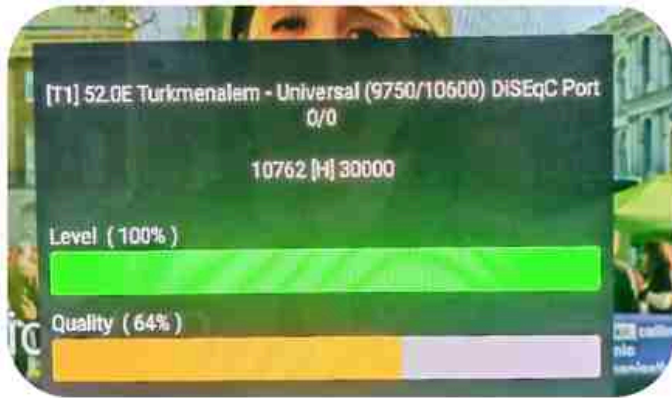 [T1] 52.0E Turkmenalem - Universal (9750/10600) DiSEqC Port
0/0
10762 [H] 30000
Level ( 100% )
Quality ( 64% )